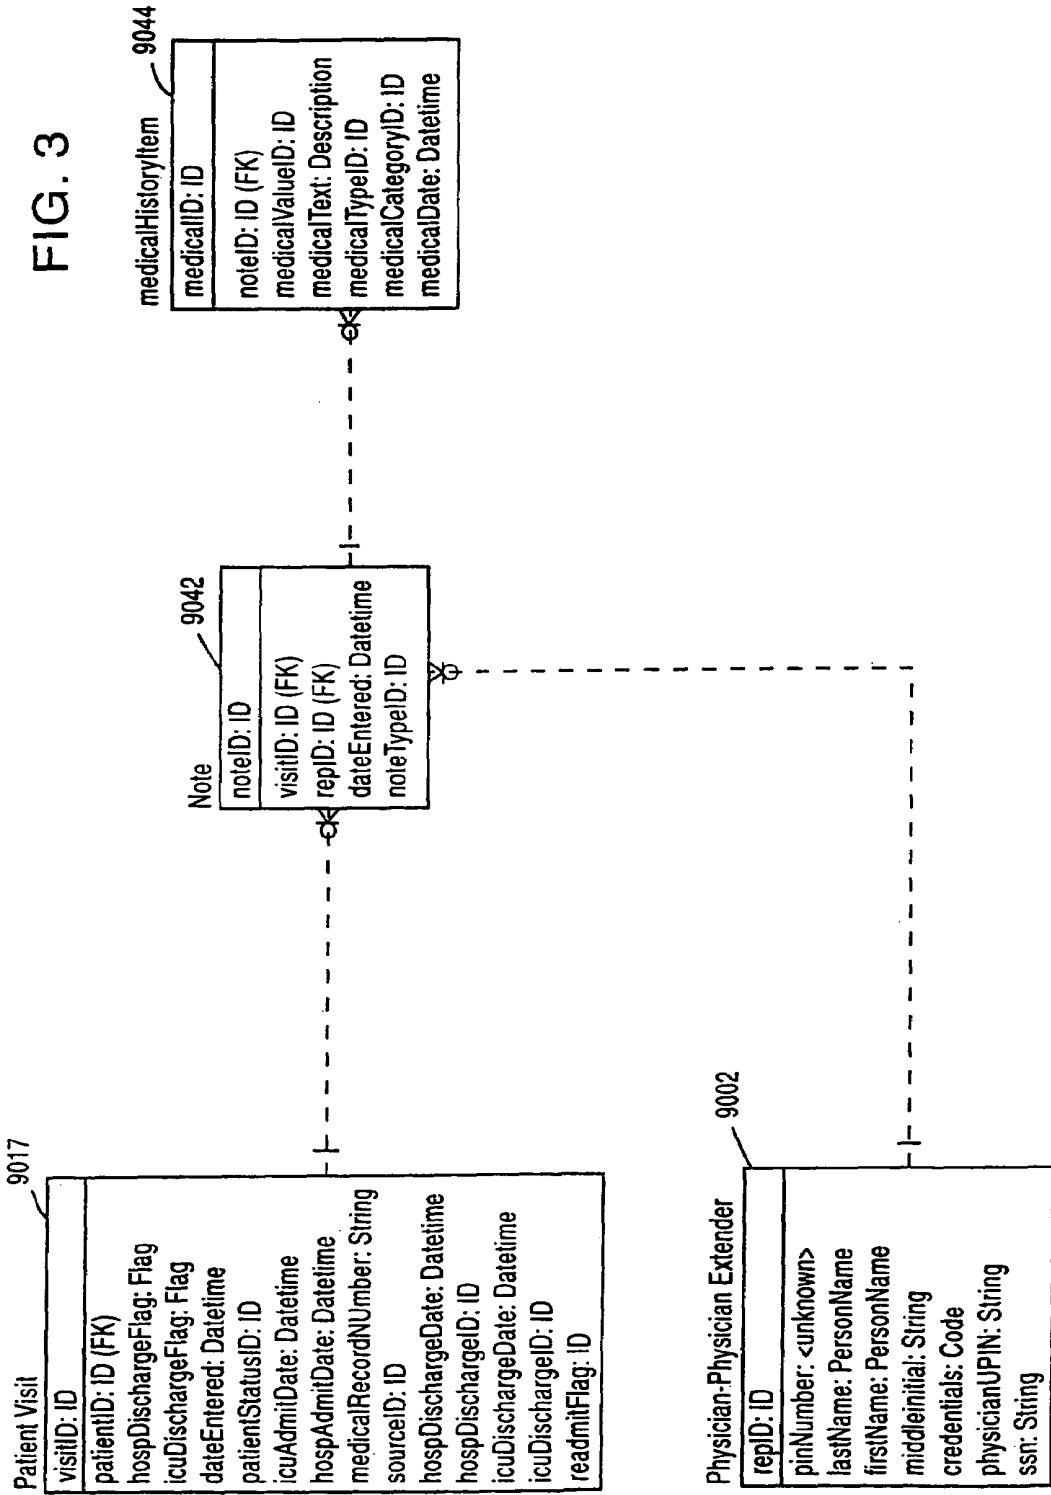 FIG. 3
Patient Visit
9017
visitID: ID
patientID: ID (FK)
hospDischargeFlag: Flag
icuDischargeFlag: Flag
dateEntered: Datetime
patientStatusID: ID
icuAdmitDate: Datetime
hospAdmitDate: Datetime
medicalRecordNUmber: String
sourceID: ID
hospDischargeDate: Datetime
hospDischargeID: ID
icuDischargeDate: Datetime
icuDischargeID: ID
readmitFlag: ID
Note
9042
noteID: ID
visitID: ID (FK)
repID: ID (FK)
dateEntered: Datetime
noteTypeID: ID
medicalHistoryItem
9044
medicalID: ID
noteID: ID (FK)
medicalValueID: ID
medicalText: Description
medicalTypeID: ID
medicalCategoryID: ID
medicalDate: Datetime
Physician-Physician Extender
9002
repID: ID
pinNumber: <unknown>
lastName: PersonName
firstName: PersonName
middleInitial: String
credentials: Code
physicianUPIN: String
ssn: String